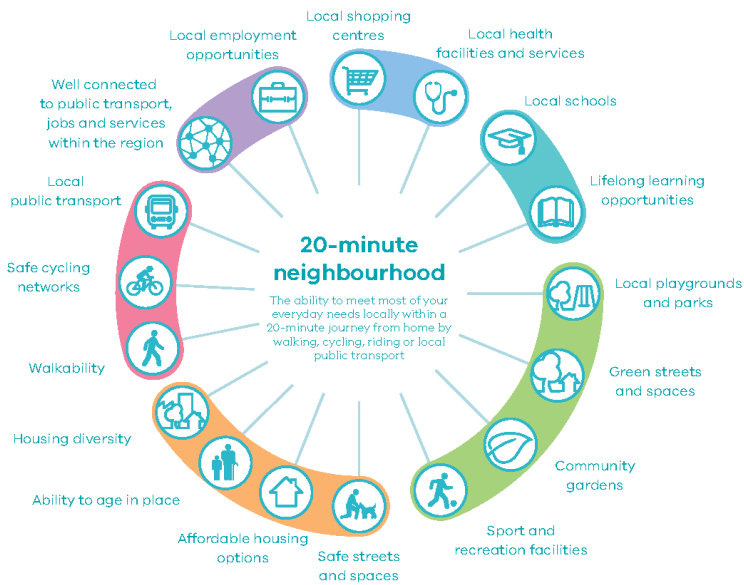 Local shopping
centres
Local health
facilities and services
Local schools
Lifelong learning
opportunities
Local playgrounds
and parks
Green streets
and spaces
Community
gardens
Sport and
recreation facilities
Safe streets
and spaces
Affordable housing
options
Ability to age in place
Housing diversity
Walkability
Safe cycling
networks
Local
public transport
Well connected
to public transport,
jobs and services
within the region
Local employment
opportunities
20-minute
neighbourhood
The ability to meet most of your
everyday needs locally within a
20-minute journey from home by
walking, cycling, riding or local
public transport